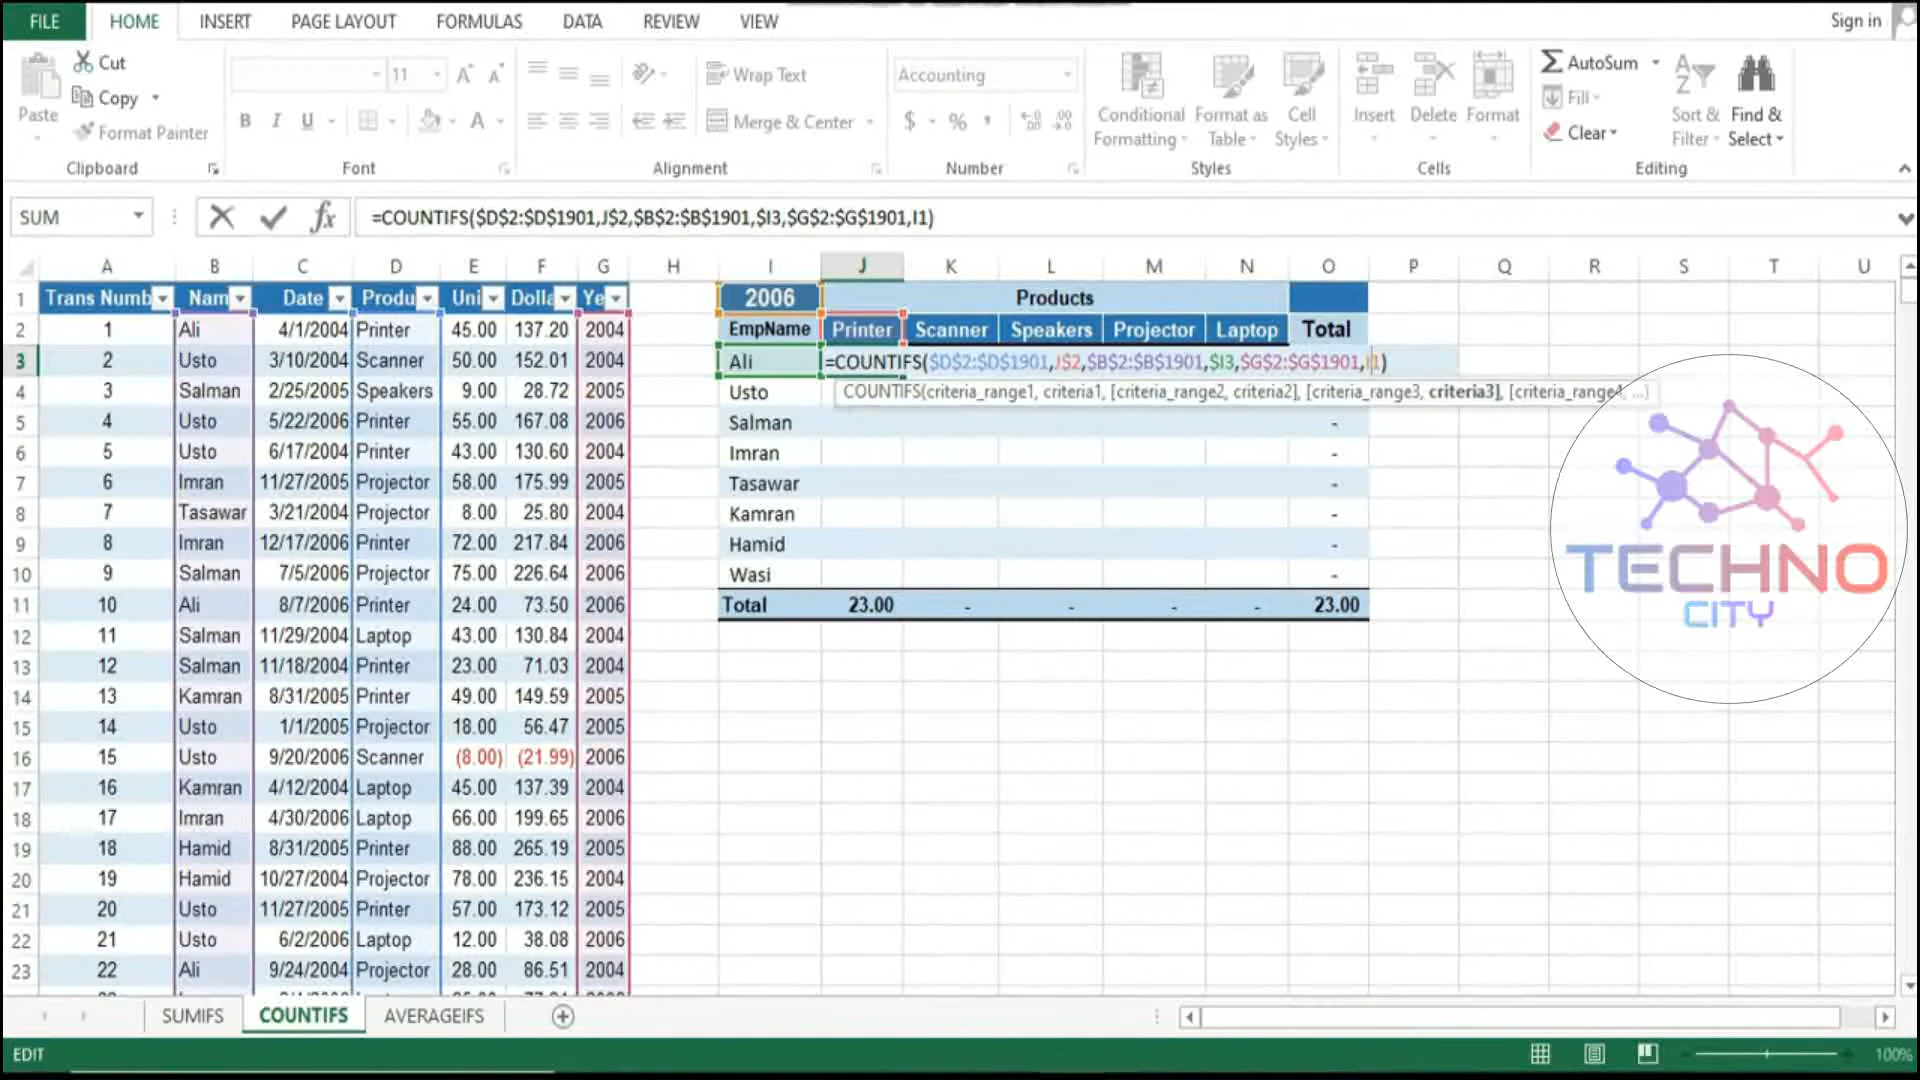 FILE HOME INSERT PAGE LAYOUT FORMULAS DATA REVIEW VIEW Sign in
Cut
Copy
Format Painter
Paste
Clipboard
11
B I U A
Font
Wrap Text
Merge & Center
Alignment
Accounting
$ %
Number
Conditional Formatting
Format as Table
Cell Styles
Styles
Insert Delete Format
Cells
AutoSum
Fill
Clear
Sort & Filter
Find & Select
Editing
SUM fx =COUNTIFS($D$2:$D$1901,J$2,$B$2:$B$1901,$I3,$G$2:$G$1901,I1)
A B C D E F G H I J K L M N O P Q R S T U
1 Trans Numb Nam Date Produ Uni Dolla Ye 2006 Products
2 1 Ali 4/1/2004 Printer 45.00 137.20 2004 EmpName Printer Scanner Speakers Projector Laptop Total
3 2 Usto 3/10/2004 Scanner 50.00 152.01 2004 Ali =COUNTIFS($D$2:$D$1901,J$2,$B$2:$B$1901,$I3,$G$2:$G$1901,I1)
4 3 Salman 2/25/2005 Speakers 9.00 28.72 2005 Usto COUNTIFS(criteria_range1, criteria1, [criteria_range2, criteria2], [criteria_range3, criteria3], [criteria_range4, ...)
5 4 Usto 5/22/2006 Printer 55.00 167.08 2006 Salman -
6 5 Usto 6/17/2004 Printer 43.00 130.60 2004 Imran -
7 6 Imran 11/27/2005 Projector 58.00 175.99 2005 Tasawar -
8 7 Tasawar 3/21/2004 Projector 8.00 25.80 2004 Kamran -
9 8 Imran 12/17/2006 Printer 72.00 217.84 2006 Hamid -
10 9 Salman 7/5/2006 Projector 75.00 226.64 2006 Wasi -
11 10 Ali 8/7/2006 Printer 24.00 73.50 2006 Total 23.00 - - - - 23.00
12 11 Salman 11/29/2004 Laptop 43.00 130.84 2004
13 12 Salman 11/18/2004 Printer 23.00 71.03 2004
14 13 Kamran 8/31/2005 Printer 49.00 149.59 2005
15 14 Usto 1/1/2005 Projector 18.00 56.47 2005
16 15 Usto 9/20/2006 Scanner (8.00) (21.99) 2006
17 16 Kamran 4/12/2004 Laptop 45.00 137.39 2004
18 17 Imran 4/30/2006 Laptop 66.00 199.65 2006
19 18 Hamid 8/31/2005 Printer 88.00 265.19 2005
20 19 Hamid 10/27/2004 Projector 78.00 236.15 2004
21 20 Usto 11/27/2005 Printer 57.00 173.12 2005
22 21 Usto 6/2/2006 Laptop 12.00 38.08 2006
23 22 Ali 9/24/2004 Projector 28.00 86.51 2004
TECHNO
CITY
SUMIFS COUNTIFS AVERAGEIFS
EDIT 100%